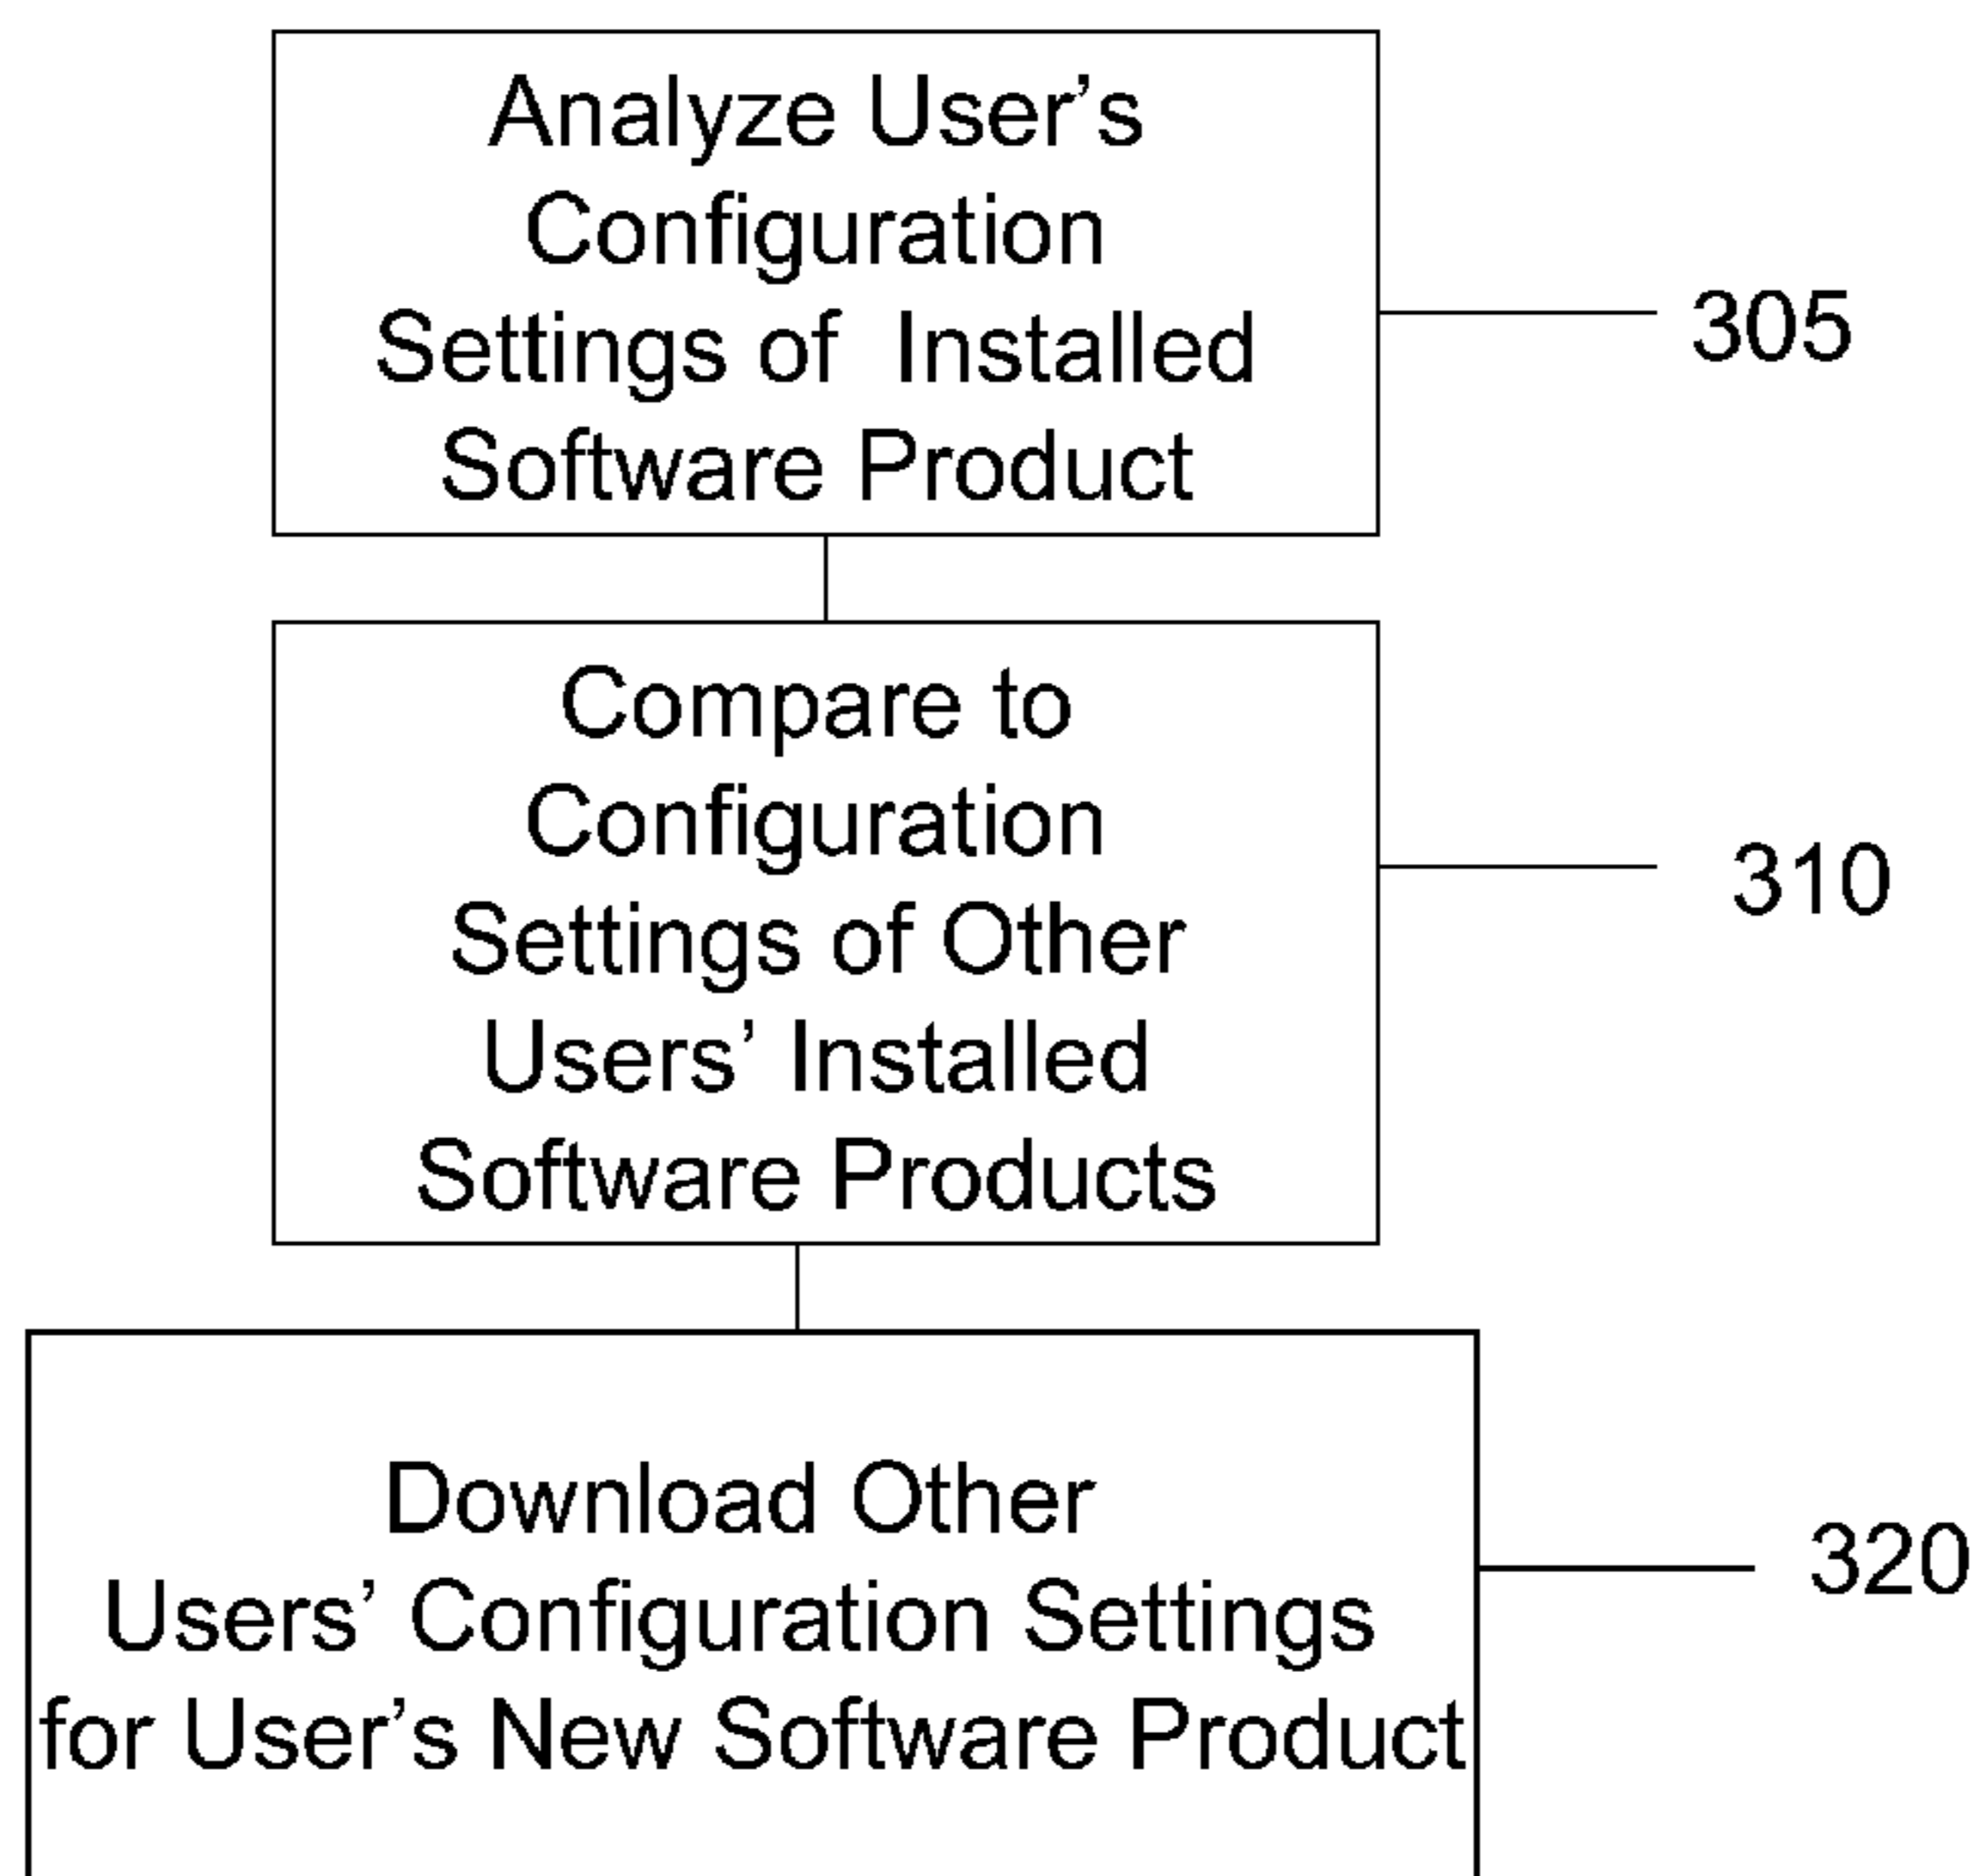 Analyze User’s
Configuration
Settings of  Installed
Software Product
305
Compare to
Configuration
Settings of Other
Users’ Installed
Software Products
310
Download Other
Users’ Configuration Settings
for User’s New Software Product
320